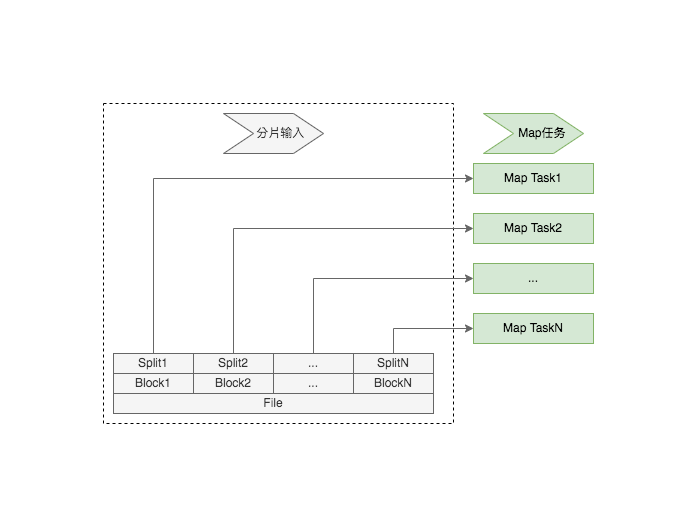 分片输入
Map任务
Map Task1
Map Task2
...
Map TaskN
Split1 Split2 ... SplitN
Block1 Block2 ... BlockN
File